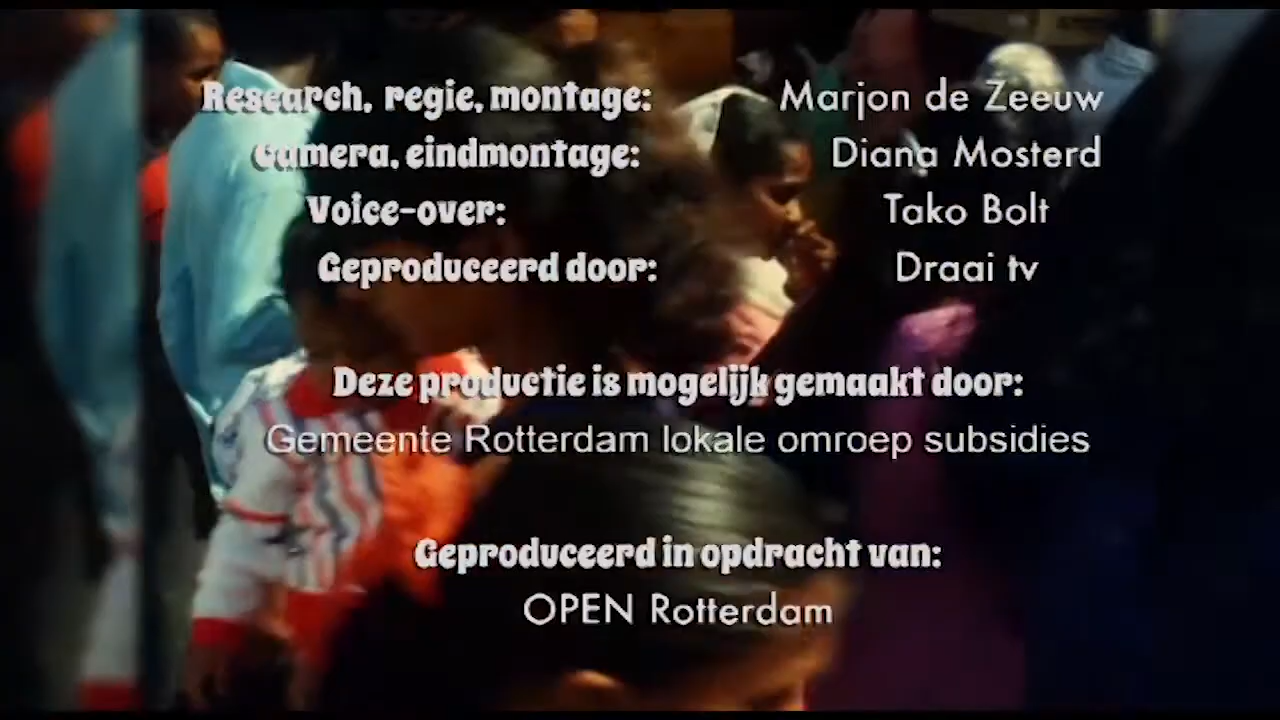 Research, regie, montage: Marjon de Zeeuw
Camera, eindmontage: Diana Mosterd
Voice-over: Tako Bolt
Geproduceerd door: Draai tv
Deze productie is mogelijk gemaakt door:
Gemeente Rotterdam lokale omroep subsidies
Geproduceerd in opdracht van:
OPEN Rotterdam